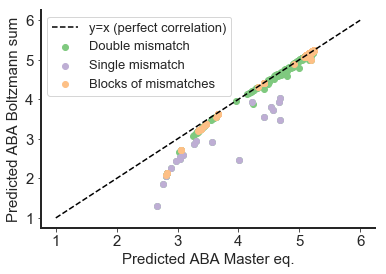 y=x (perfect correlation)
Double mismatch
Single mismatch
Blocks of mismatches
Predicted ABA Boltzmann sum
6
5
4
3
2
1
1 2 3 4 5 6
Predicted ABA Master eq.